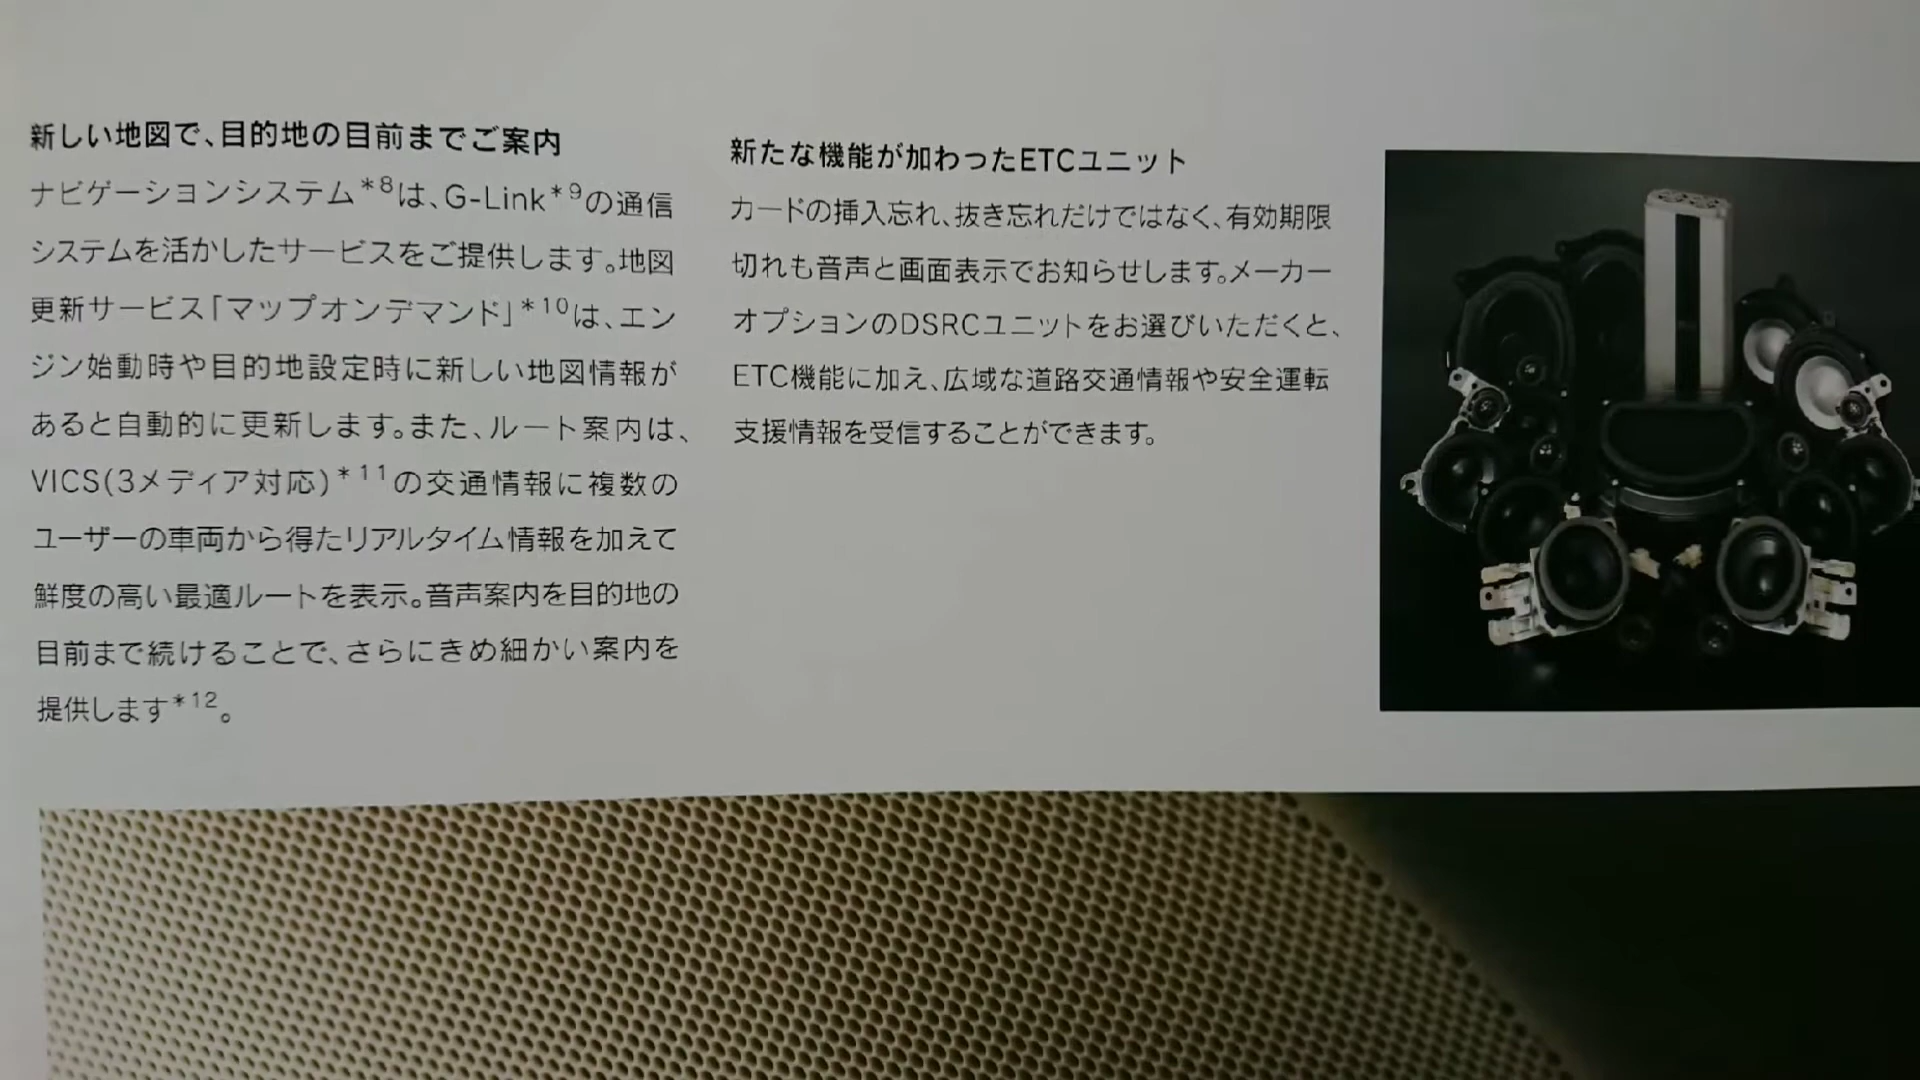 新しい地図で、目的地の目前までご案内
ナビゲーションシステム*8は、G-Link*9の通信
システムを活かしたサービスをご提供します。地図
更新サービス「マップオンデマンド」*10は、エン
ジン始動時や目的地設定時に新しい地図情報が
あると自動的に更新します。また、ルート案内は、
VICS(3メディア対応)*11の交通情報に複数の
ユーザーの車両から得たリアルタイム情報を加えて
鮮度の高い最適ルートを表示。音声案内を目的地の
目前まで続けることで、さらにきめ細かい案内を
提供します*12。
新たな機能が加わったETCユニット
カードの挿入忘れ、抜き忘れだけではなく、有効期限
切れも音声と画面表示でお知らせします。メーカー
オプションのDSRCユニットをお選びいただくと、
ETC機能に加え、広域な道路交通情報や安全運転
支援情報を受信することができます。